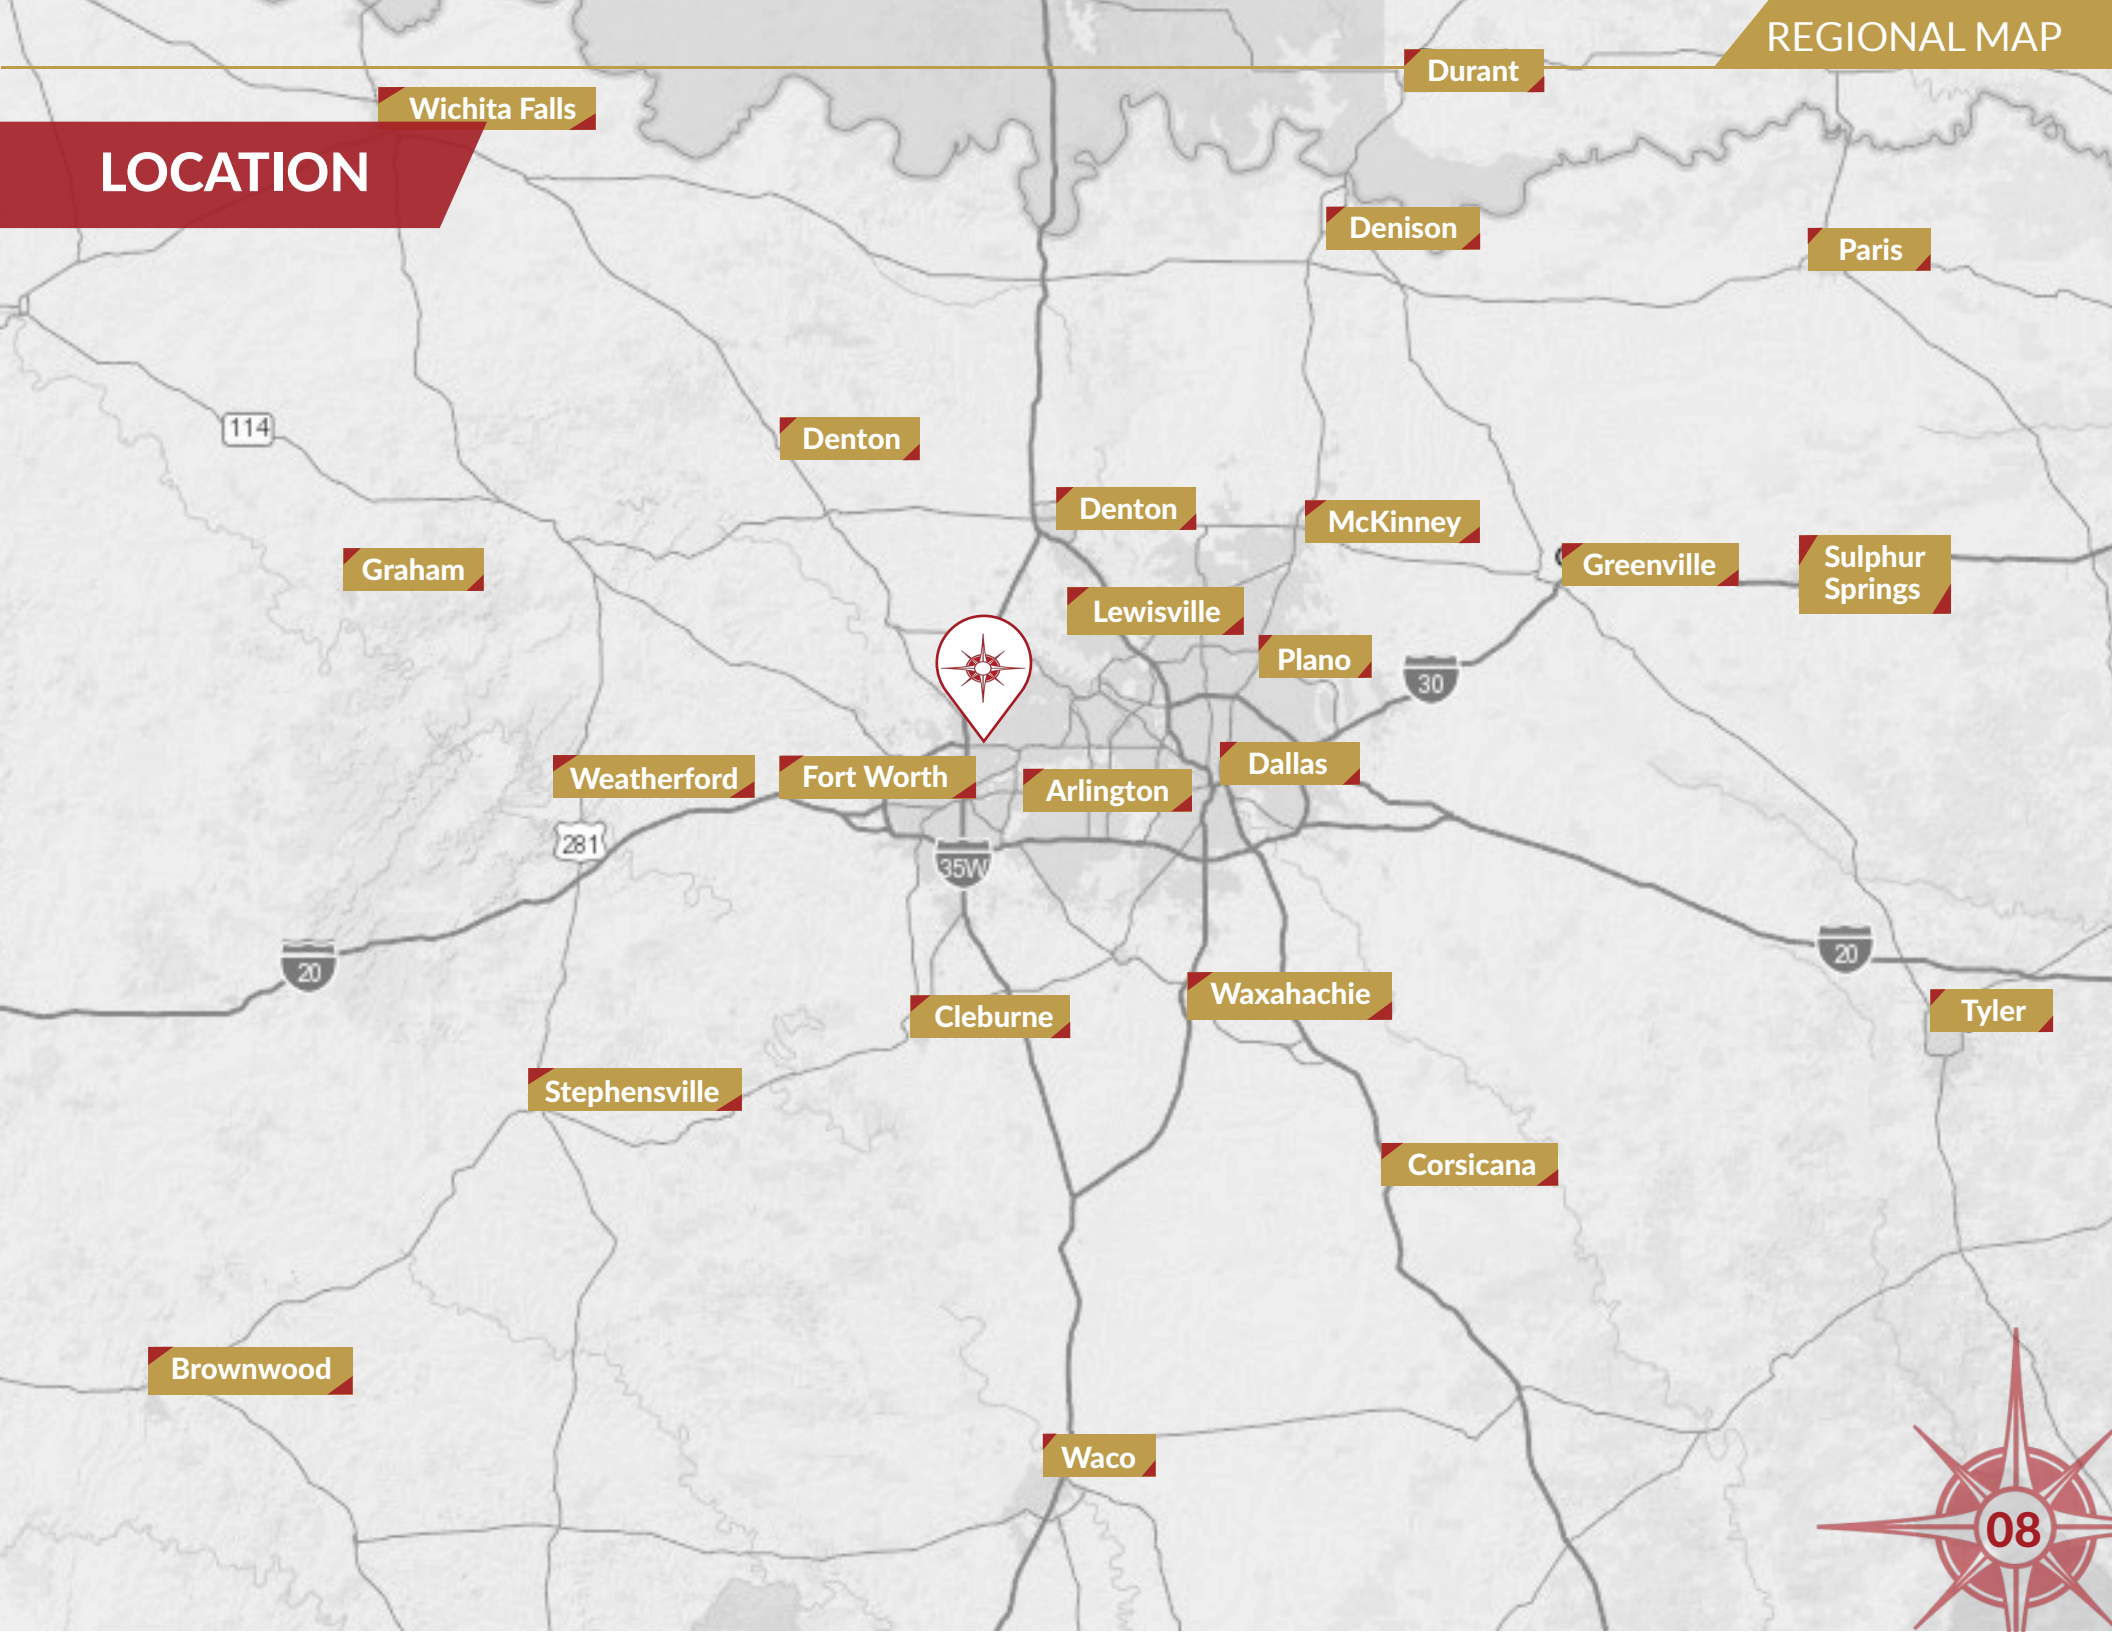 REGIONAL MAP
Durant
Wichita Falls
LOCATION
Denison
Paris
114
Denton
Denton
McKinney
Greenville
Sulphur
Springs
Graham
Lewisville
Plano
30
Weatherford
Fort Worth
Arlington
Dallas
281
35W
20
20
Waxahachie
Cleburne
Tyler
Stephensville
Corsicana
Brownwood
Waco
08